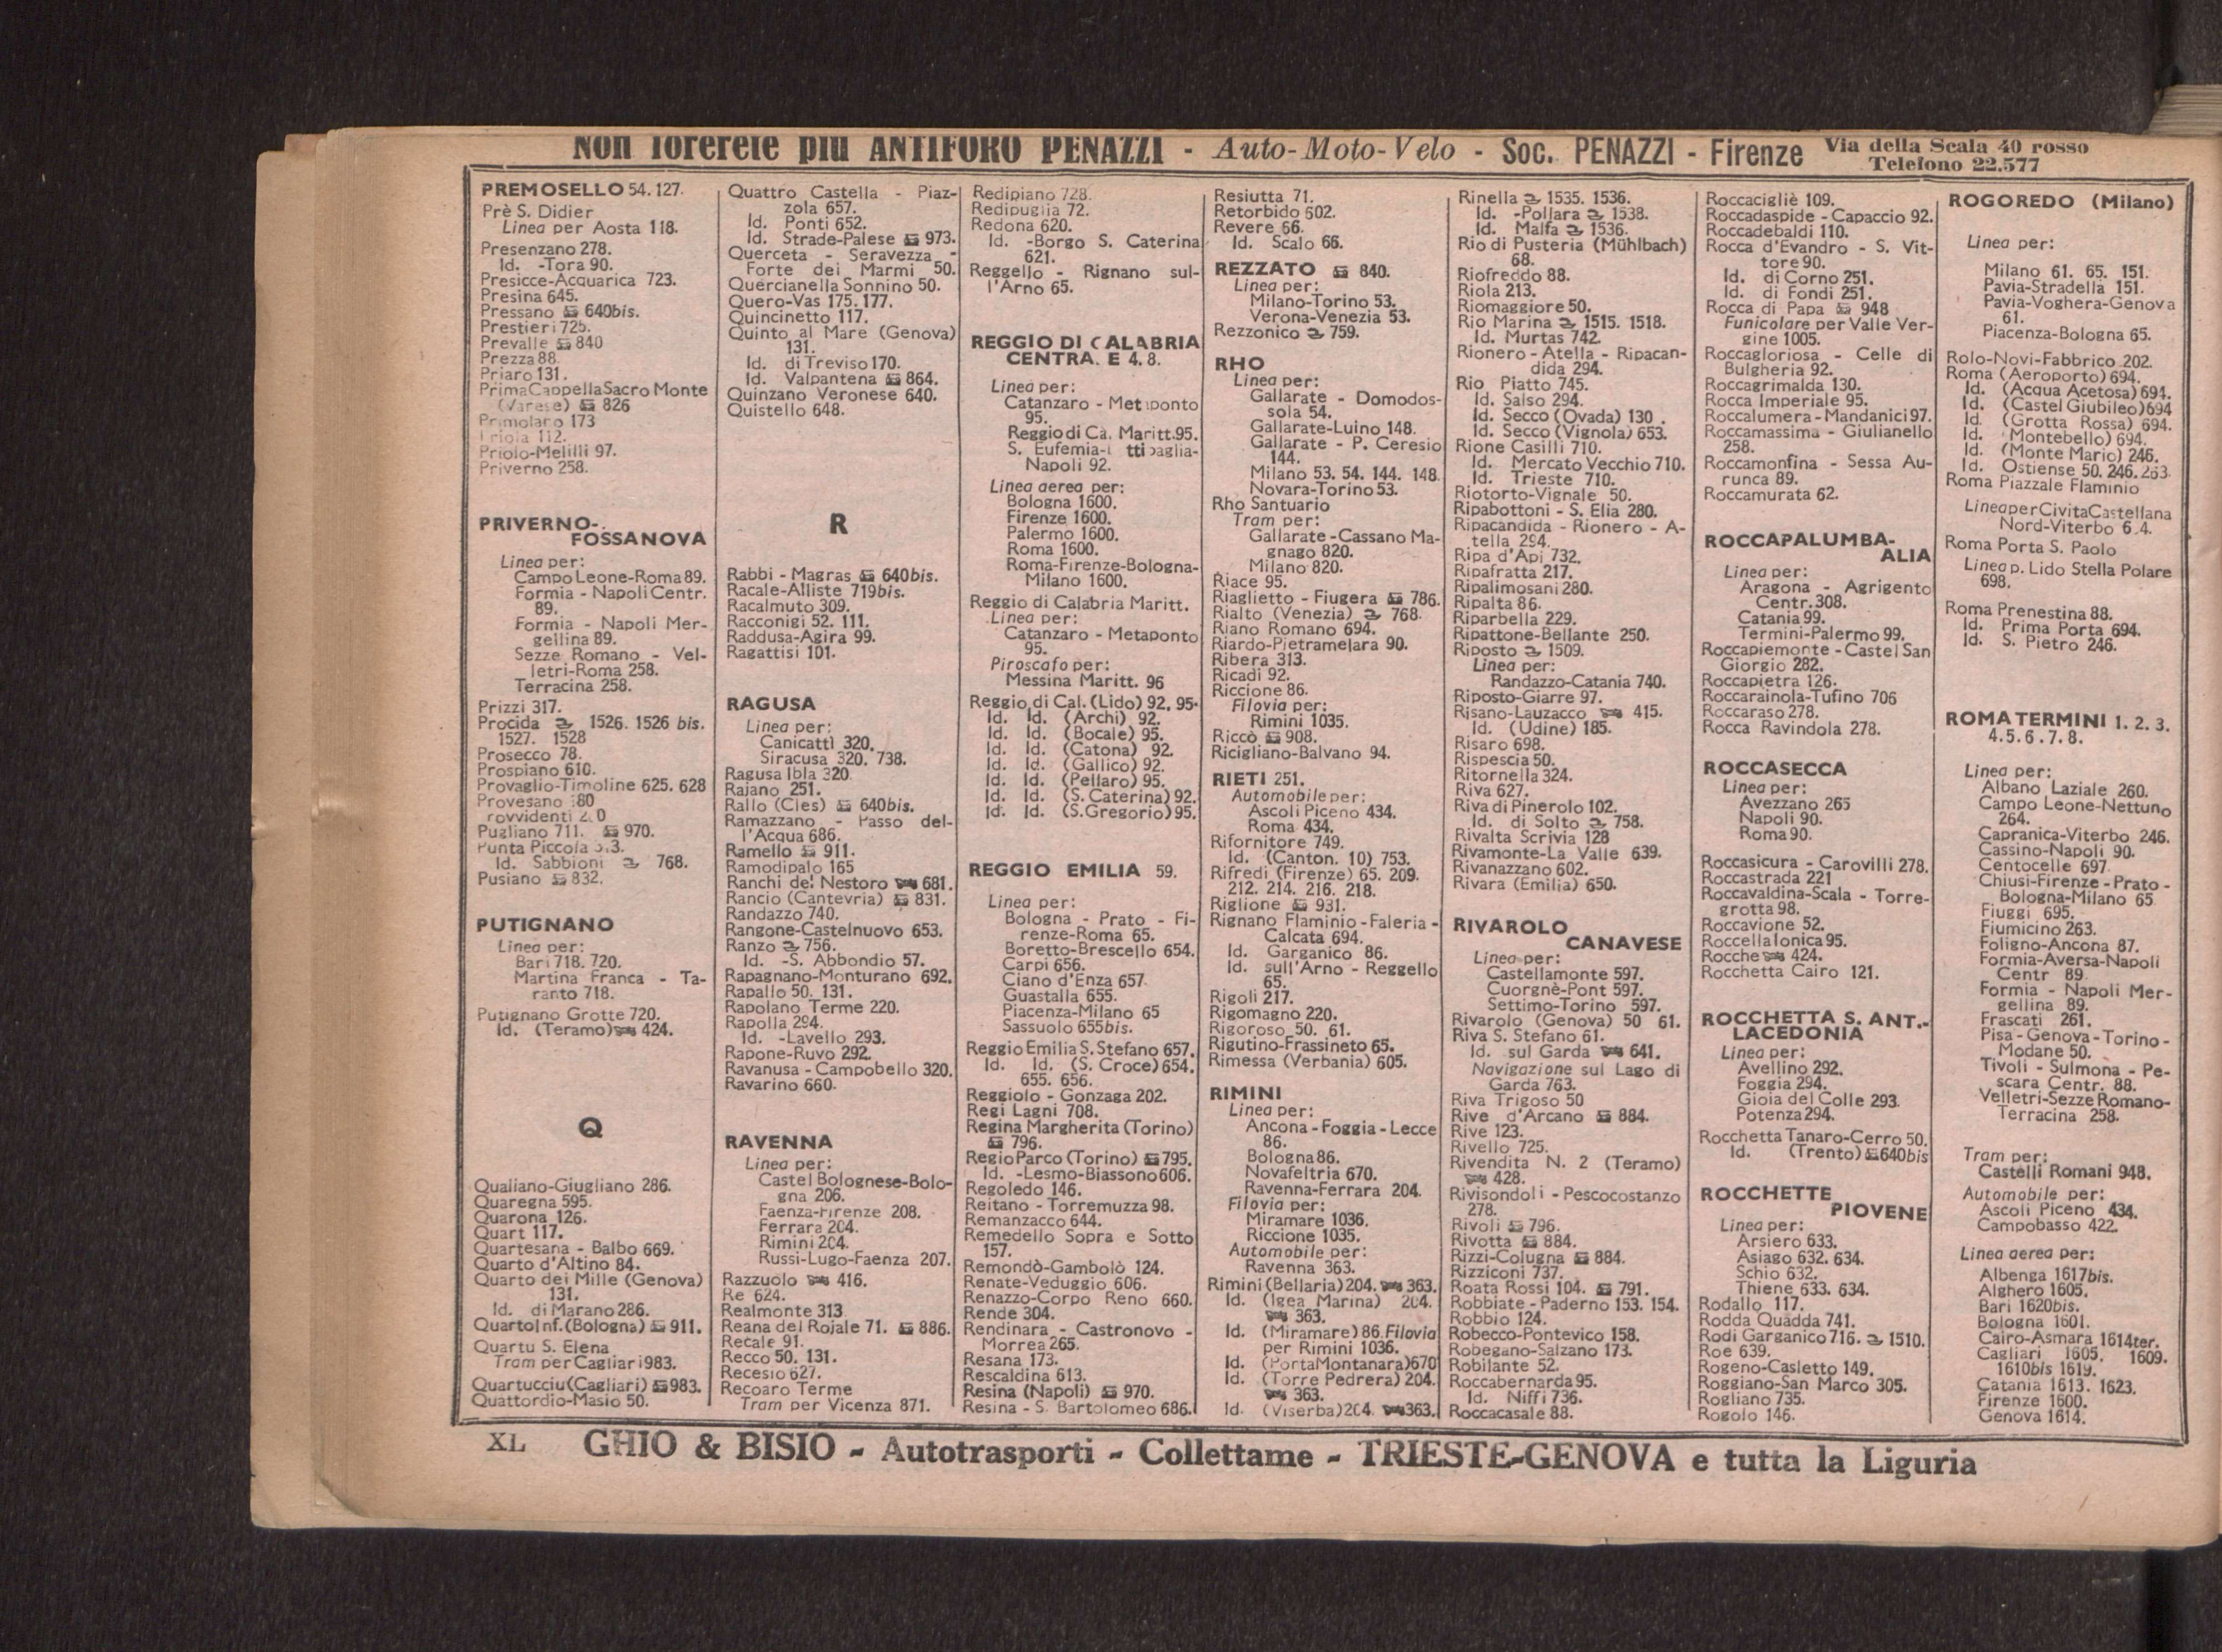 Non forerete più ANTIFORO PENAZZI - Auto-Moto-Velo - Soc. PENAZZI - Firenze Via della Scala 40 rosso
Telefono 22.577
PREMOSELLO 54. 127.
Prè S. Didier
Linea per Aosta 118.
Presenzano 278.
Id. -Tora 90.
Presicce-Acquarica 723.
Presina 645.
Pressano 640bis.
Prestieri 725.
Prevalle 840
Prezza 88.
Priaro 131.
Prima Cappella Sacro Monte
(Varese) 826
Primolano 173
Priola 112.
Priolo-Melilli 97.
Priverno 258.
PRIVERNO-
FOSSANOVA
Linea per:
Campo Leone-Roma 89.
Formia - Napoli Centr.
89.
Formia - Napoli Mer-
gellina 89.
Sezze Romano - Vel-
letri-Roma 258.
Terracina 258.
Prizzi 317.
Procida 1526. 1526 bis.
1527. 1528
Prosecco 78.
Prospiano 610.
Provaglio-Timoline 625. 628
Provesano 180
rovvidenti 2 0
Pugliano 711. 970.
Punta Piccola 313.
Id. Sabbioni 768.
Pusiano 832.
PUTIGNANO
Linea per:
Bari 718. 720.
Martina Franca - Ta-
ranto 718.
Putignano Grotte 720.
Id. (Teramo) 424.
Q
Qualiano-Giugliano 286.
Quaregna 595.
Quarona 126.
Quart 117.
Quartesana - Balbo 669.
Quarto d'Altino 84.
Quarto dei Mille (Genova)
131.
Id. di Marano 286.
Quarto Inf. (Bologna) 911.
Quartu S. Elena
Tram per Cagliari 983.
Quartucciu (Cagliari) 983.
Quattordio-Masio 50.
Quattro Castella - Piaz-
zola 657.
Id. Ponti 652.
Id. Strade-Palese 973.
Querceta - Seravezza -
Forte dei Marmi 50.
Quercianella Sonnino 50.
Quero-Vas 175. 177.
Quincinetto 117.
Quinto al Mare (Genova)
131.
Id. di Treviso 170.
Id. Valpantena 864.
Quinzano Veronese 640.
Quistello 648.
R
Rabbi - Magras 640bis.
Racale-Alliste 719bis.
Racalmuto 309.
Racconigi 52. 111.
Raddusa-Agira 99.
Ragattisi 101.
RAGUSA
Linea per:
Canicattì 320.
Siracusa 320. 738.
Ragusa Ibla 320
Raiano 251.
Rallo (Cles) 640bis.
Ramazzano - Passo del-
l'Acqua 686.
Ramello 911.
Ramodipalo 165
Ranchi del Nestoro 681.
Rancio (Cantevria) 831.
Randazzo 740.
Rangone-Castelnuovo 653.
Ranzo 756.
Id. -S. Abbondio 57.
Rapagnano-Monturano 692.
Rapallo 50. 131.
Rapolano Terme 220.
Rapolla 294.
Id. -Lavello 293.
Rapone-Ruvo 292.
Ravanusa - Campobello 320.
Ravarino 660.
RAVENNA
Linea per:
Castel Bolognese-Bolo-
gna 206.
Faenza-Firenze 208.
Ferrara 204.
Rimini 204.
Russi-Lugo-Faenza 207.
Razzuolo 416.
Re 624.
Realmonte 313
Reana del Rojale 71. 886.
Recale 91.
Recco 50. 131.
Recesio 627.
Recoaro Terme
Tram per Vicenza 871.
Redipiano 728.
Redipuglia 72.
Redona 620.
Id. -Borgo S. Caterina
621.
Reggello - Rignano sul-
l'Arno 65.
REGGIO DI CALABRIA
CENTRA. E 4. 8.
Linea per:
Catanzaro - Metaponto
95.
Reggio di Ca. Maritt. 95.
S. Eufemia-Battipaglia-
Napoli 92.
Linea aerea per:
Bologna 1600.
Firenze 1600.
Palermo 1600.
Roma 1600.
Roma-Firenze-Bologna-
Milano 1600.
Reggio di Calabria Maritt.
Linea per:
Catanzaro - Metaponto
95.
Piroscafo per:
Messina Maritt. 96
Reggio di Cal. (Lido) 92. 95.
Id. Id. (Archi) 92.
Id. Id. (Bocale) 95.
Id. Id. (Catona) 92.
Id. Id. (Gallico) 92.
Id. Id. (Pellaro) 95.
Id. Id. (S. Caterina) 92.
Id. Id. (S. Gregorio) 95.
REGGIO EMILIA 59.
Linea per:
Bologna - Prato - Fi-
renze-Roma 65.
Boretto-Brescello 654.
Carpi 656.
Ciano d'Enza 657
Guastalla 655.
Piacenza-Milano 65
Sassuolo 655bis.
Reggio Emilia S. Stefano 657.
Id. Id. (S. Croce) 654.
655. 656.
Reggiolo - Gonzaga 202.
Regi Lagni 708.
Regina Margherita (Torino)
796.
Regio Parco (Torino) 795.
Id. -Lesmo-Biassono 606.
Regoledo 146.
Reitano - Torremuzza 98.
Remanzacco 644.
Remedello Sopra e Sotto
157.
Remondò-Gambolò 124.
Renate-Veduggio 606.
Renazzo-Corpo Reno 660.
Rende 304.
Rendinara - Castronovo -
Morrea 265.
Resana 173.
Rescaldina 613.
Resina (Napoli) 970.
Resina - S. Bartolomeo 686.
Resiutta 71.
Retorbido 602.
Revere 66.
Id. Scalo 66.
REZZATO 840.
Linea per:
Milano-Torino 53.
Verona-Venezia 53.
Rezzonico 759.
RHO
Linea per:
Gallarate - Domodos-
sola 54.
Gallarate-Luino 148.
Gallarate - P. Ceresio
144.
Milano 53. 54. 144. 148.
Novara-Torino 53.
Rho Santuario
Tram per:
Gallarate - Cassano Ma-
gnago 820.
Milano 820.
Riace 95.
Riaglietto - Fiugera 786.
Rialto (Venezia) 768.
Riano Romano 694.
Riardo-Pietramelara 90.
Ribera 313.
Ricadi 92.
Riccione 86.
Filovia per:
Rimini 1035.
Riccò 908.
Ricigliano-Balvano 94.
RIETI 251.
Automobile per:
Ascoli Piceno 434.
Roma 434.
Rifornitore 749.
Id. (Canton. 10) 753.
Rifredi (Firenze) 65. 209.
212. 214. 216. 218.
Riglione 931.
Rignano Flaminio - Faleria -
Calcata 694.
Id. Garganico 86.
Id. sull'Arno - Reggello
65.
Rigoli 217.
Rigomagno 220.
Rigoroso 50. 61.
Rigutino-Frassineto 65.
Rimessa (Verbania) 605.
RIMINI
Linea per:
Ancona - Foggia - Lecce
86.
Bologna 86.
Novafeltria 670.
Ravenna-Ferrara 204.
Filovia per:
Miramare 1036.
Riccione 1035.
Automobile per:
Ravenna 363.
Rimini (Bellaria) 204. 363.
Id. (Igea Marina) 204.
363.
Id. (Miramare) 86. Filovia
per Rimini 1036.
Id. (Porta Montanara) 670
Id. (Torre Pedrera) 204.
363.
Id. (Viserba) 204. 363.
Rinella 1535. 1536.
Id. -Pollara 1538.
Id. Malfa 1536.
Rio di Pusteria (Mühlbach)
68.
Riofreddo 88.
Riola 213.
Riomaggiore 50.
Rio Marina 1515. 1518.
Id. Murtas 742.
Rionero - Atella - Ripacan-
dida 294.
Rio Piatto 745.
Id. Salso 294.
Id. Secco (Ovada) 130.
Id. Secco (Vignola) 653.
Rione Casilli 710.
Id. Mercato Vecchio 710.
Id. Trieste 710.
Riotorto-Vignale 50.
Ripabottoni - S. Elia 280.
Ripacandida - Rionero - A-
tella 294.
Ripa d'Api 732.
Ripafratta 217.
Ripalimosani 280.
Ripalta 86.
Riparbella 229.
Ripattone-Bellante 250.
Riposto 1509.
Linea per:
Randazzo-Catania 740.
Riposto-Giarre 97.
Risano-Lauzacco 415.
Id. (Udine) 185.
Risaro 698.
Rispescia 50.
Ritornella 324.
Riva 627.
Riva di Pinerolo 102.
Id. di Solto 758.
Rivalta Scrivia 128
Rivamonte-La Valle 639.
Rivanazzano 602.
Rivara (Emilia) 650.
RIVAROLO
CANAVESE
Linea per:
Castellamonte 597.
Cuorgnè-Pont 597.
Settimo-Torino 597.
Rivarolo (Genova) 50 61.
Riva S. Stefano 61.
Id. sul Garda 641.
Navigazione sul Lago di
Garda 763.
Riva Trigoso 50
Rive d'Arcano 884.
Rive 123.
Rivello 725.
Rivendita N. 2 (Teramo)
428.
Rivisondoli - Pescocostanzo
278.
Rivoli 796.
Rivotta 884.
Rizzi-Colugna 884.
Rizziconi 737.
Roata Rossi 104. 791.
Robbiate - Paderno 153. 154.
Robbio 124.
Robecco-Pontevico 158.
Robegano-Salzano 173.
Robilante 52.
Roccabernarda 95.
Id. Niffi 736.
Roccacasale 88.
Roccacigliè 109.
Roccadaspide - Capaccio 92.
Roccadebaldi 110.
Rocca d'Evandro - S. Vit-
tore 90.
Id. di Corno 251.
Id. di Fondi 251.
Rocca di Papa 948
Funicolare per Valle Ver-
gine 1005.
Roccagloriosa - Celle di
Bulgheria 92.
Roccagrimalda 130.
Rocca Imperiale 95.
Roccalumera - Mandanici 97.
Roccamassima - Giulianello
258.
Roccamonfina - Sessa Au-
runca 89.
Roccamurata 62.
ROCCAPALUMBA-
ALIA
Linea per:
Aragona - Agrigento
Centr. 308.
Catania 99.
Termini-Palermo 99.
Roccapiemonte - Castel San
Giorgio 282.
Roccapietra 126.
Roccarainola-Tufino 706
Roccaraso 278.
Rocca Ravindola 278.
ROCCASECCA
Linea per:
Avezzano 265
Napoli 90.
Roma 90.
Roccasicura - Carovilli 278.
Roccastrada 221
Roccavaldina-Scala - Torre-
grotta 98.
Roccavione 52.
Roccella Ionica 95.
Rocche 424.
Rocchetta Cairo 121.
ROCCHETTA S. ANT.-
LACEDONIA
Linea per:
Avellino 292.
Foggia 294.
Gioia del Colle 293.
Potenza 294.
Rocchetta Tanaro-Cerro 50.
Id. (Trento) 640bis
ROCCHETTE
PIOVENE
Linea per:
Arsiero 633.
Asiago 632. 634.
Schio 632.
Thiene 633. 634.
Rodallo 117.
Rodda Quadda 741.
Rodi Garganico 716. 1510.
Roe 639.
Rogeno-Casletto 149.
Roggiano-San Marco 305.
Rogliano 735.
Rogolo 146.
ROGOREDO (Milano)
Linea per:
Milano 61. 65. 151.
Pavia-Stradella 151.
Pavia-Voghera-Genova
61.
Piacenza-Bologna 65.
Rolo-Novi-Fabbrico 202.
Roma (Aeroporto) 694.
Id. (Acqua Acetosa) 694.
Id. (Castel Giubileo) 694
Id. (Grotta Rossa) 694.
Id. Montebello) 694.
Id. (Monte Mario) 246.
Id. Ostiense 50. 246. 263.
Roma Piazzale Flaminio
Linea per Civita Castellana
Nord-Viterbo 6 4.
Roma Porta S. Paolo
Linea p. Lido Stella Polare
698.
Roma Prenestina 88.
Id. Prima Porta 694.
Id. S. Pietro 246.
ROMA TERMINI 1. 2. 3.
4. 5. 6. 7. 8.
Linea per:
Albano Laziale 260.
Campo Leone-Nettuno
264.
Capranica-Viterbo 246.
Cassino-Napoli 90.
Centocelle 697.
Chiusi-Firenze - Prato -
Bologna-Milano 65
Fiuggi 695.
Fiumicino 263.
Foligno-Ancona 87.
Formia-Aversa-Napoli
Centr 89.
Formia - Napoli Mer-
gellina 89.
Frascati 261.
Pisa - Genova - Torino -
Modane 50.
Tivoli - Sulmona - Pe-
scara Centr. 88.
Velletri-Sezze Romano-
Terracina 258.
Tram per:
Castelli Romani 948.
Automobile per:
Ascoli Piceno 434.
Campobasso 422.
Linea aerea per:
Albenga 1617bis.
Alghero 1605.
Bari 1620bis.
Bologna 1601.
Cairo-Asmara 1614ter.
Cagliari 1605. 1609.
1610bis 1619.
Catania 1613. 1623.
Firenze 1600.
Genova 1614.
XL GHIO & BISIO - Autotrasporti - Collettame - TRIESTE-GENOVA e tutta la Liguria